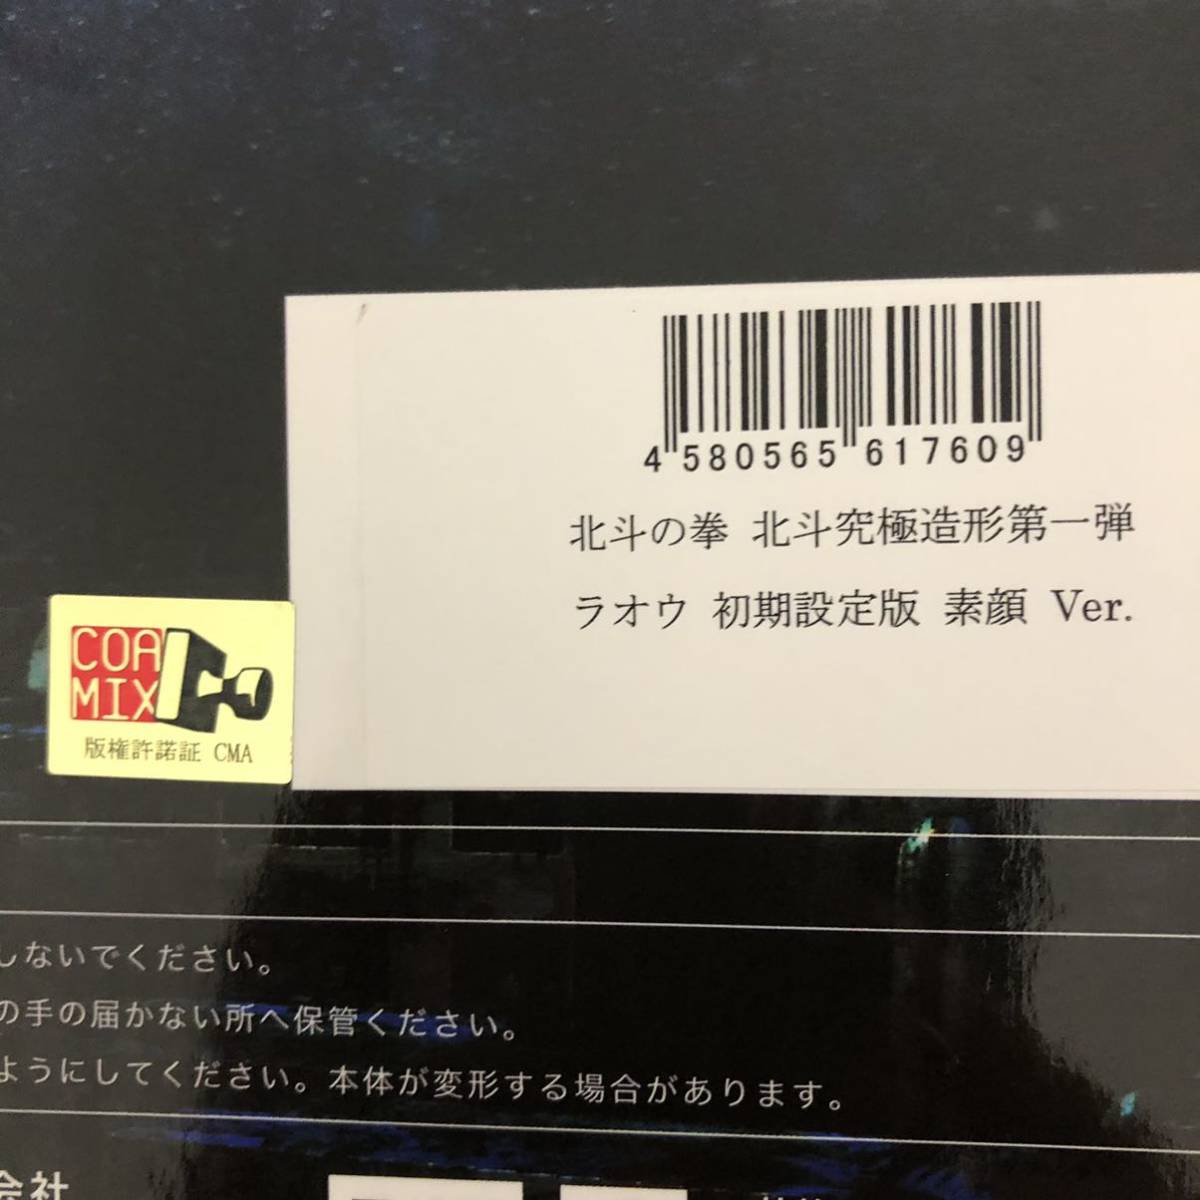 4 580565 617609
北斗の拳 北斗究極造形第一弾
ラオウ 初期設定版 素顔 Ver.
COA
MIX
版権許諾証 CMA
しないでください。
の手の届かない所へ保管ください。
ようにしてください。本体が変形する場合があります。
会社